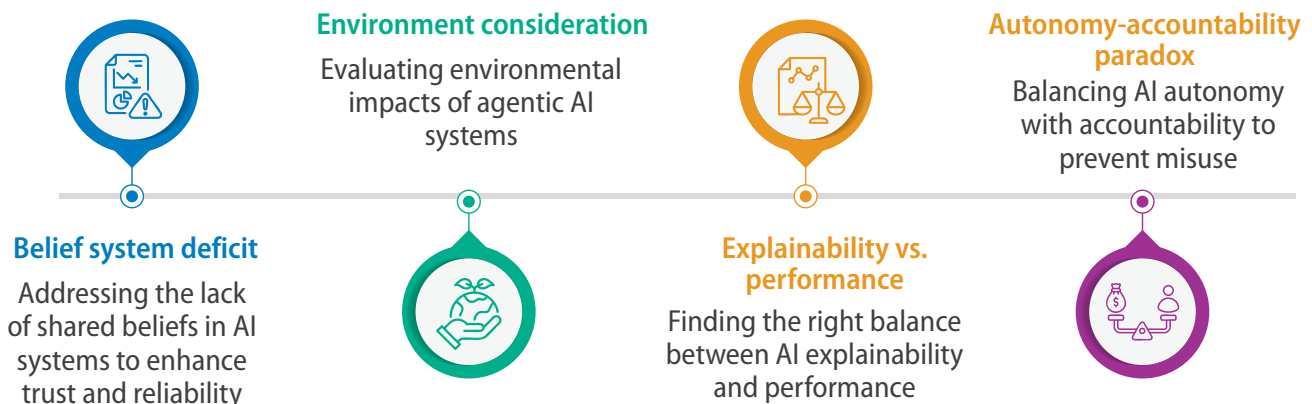 Belief system deficit
Addressing the lack
of shared beliefs in AI
systems to enhance
trust and reliability
Environment consideration
Evaluating environmental
impacts of agentic AI
systems
Explainability vs.
performance
Finding the right balance
between AI explainability
and performance
Autonomy-accountability
paradox
Balancing AI autonomy
with accountability to
prevent misuse
$